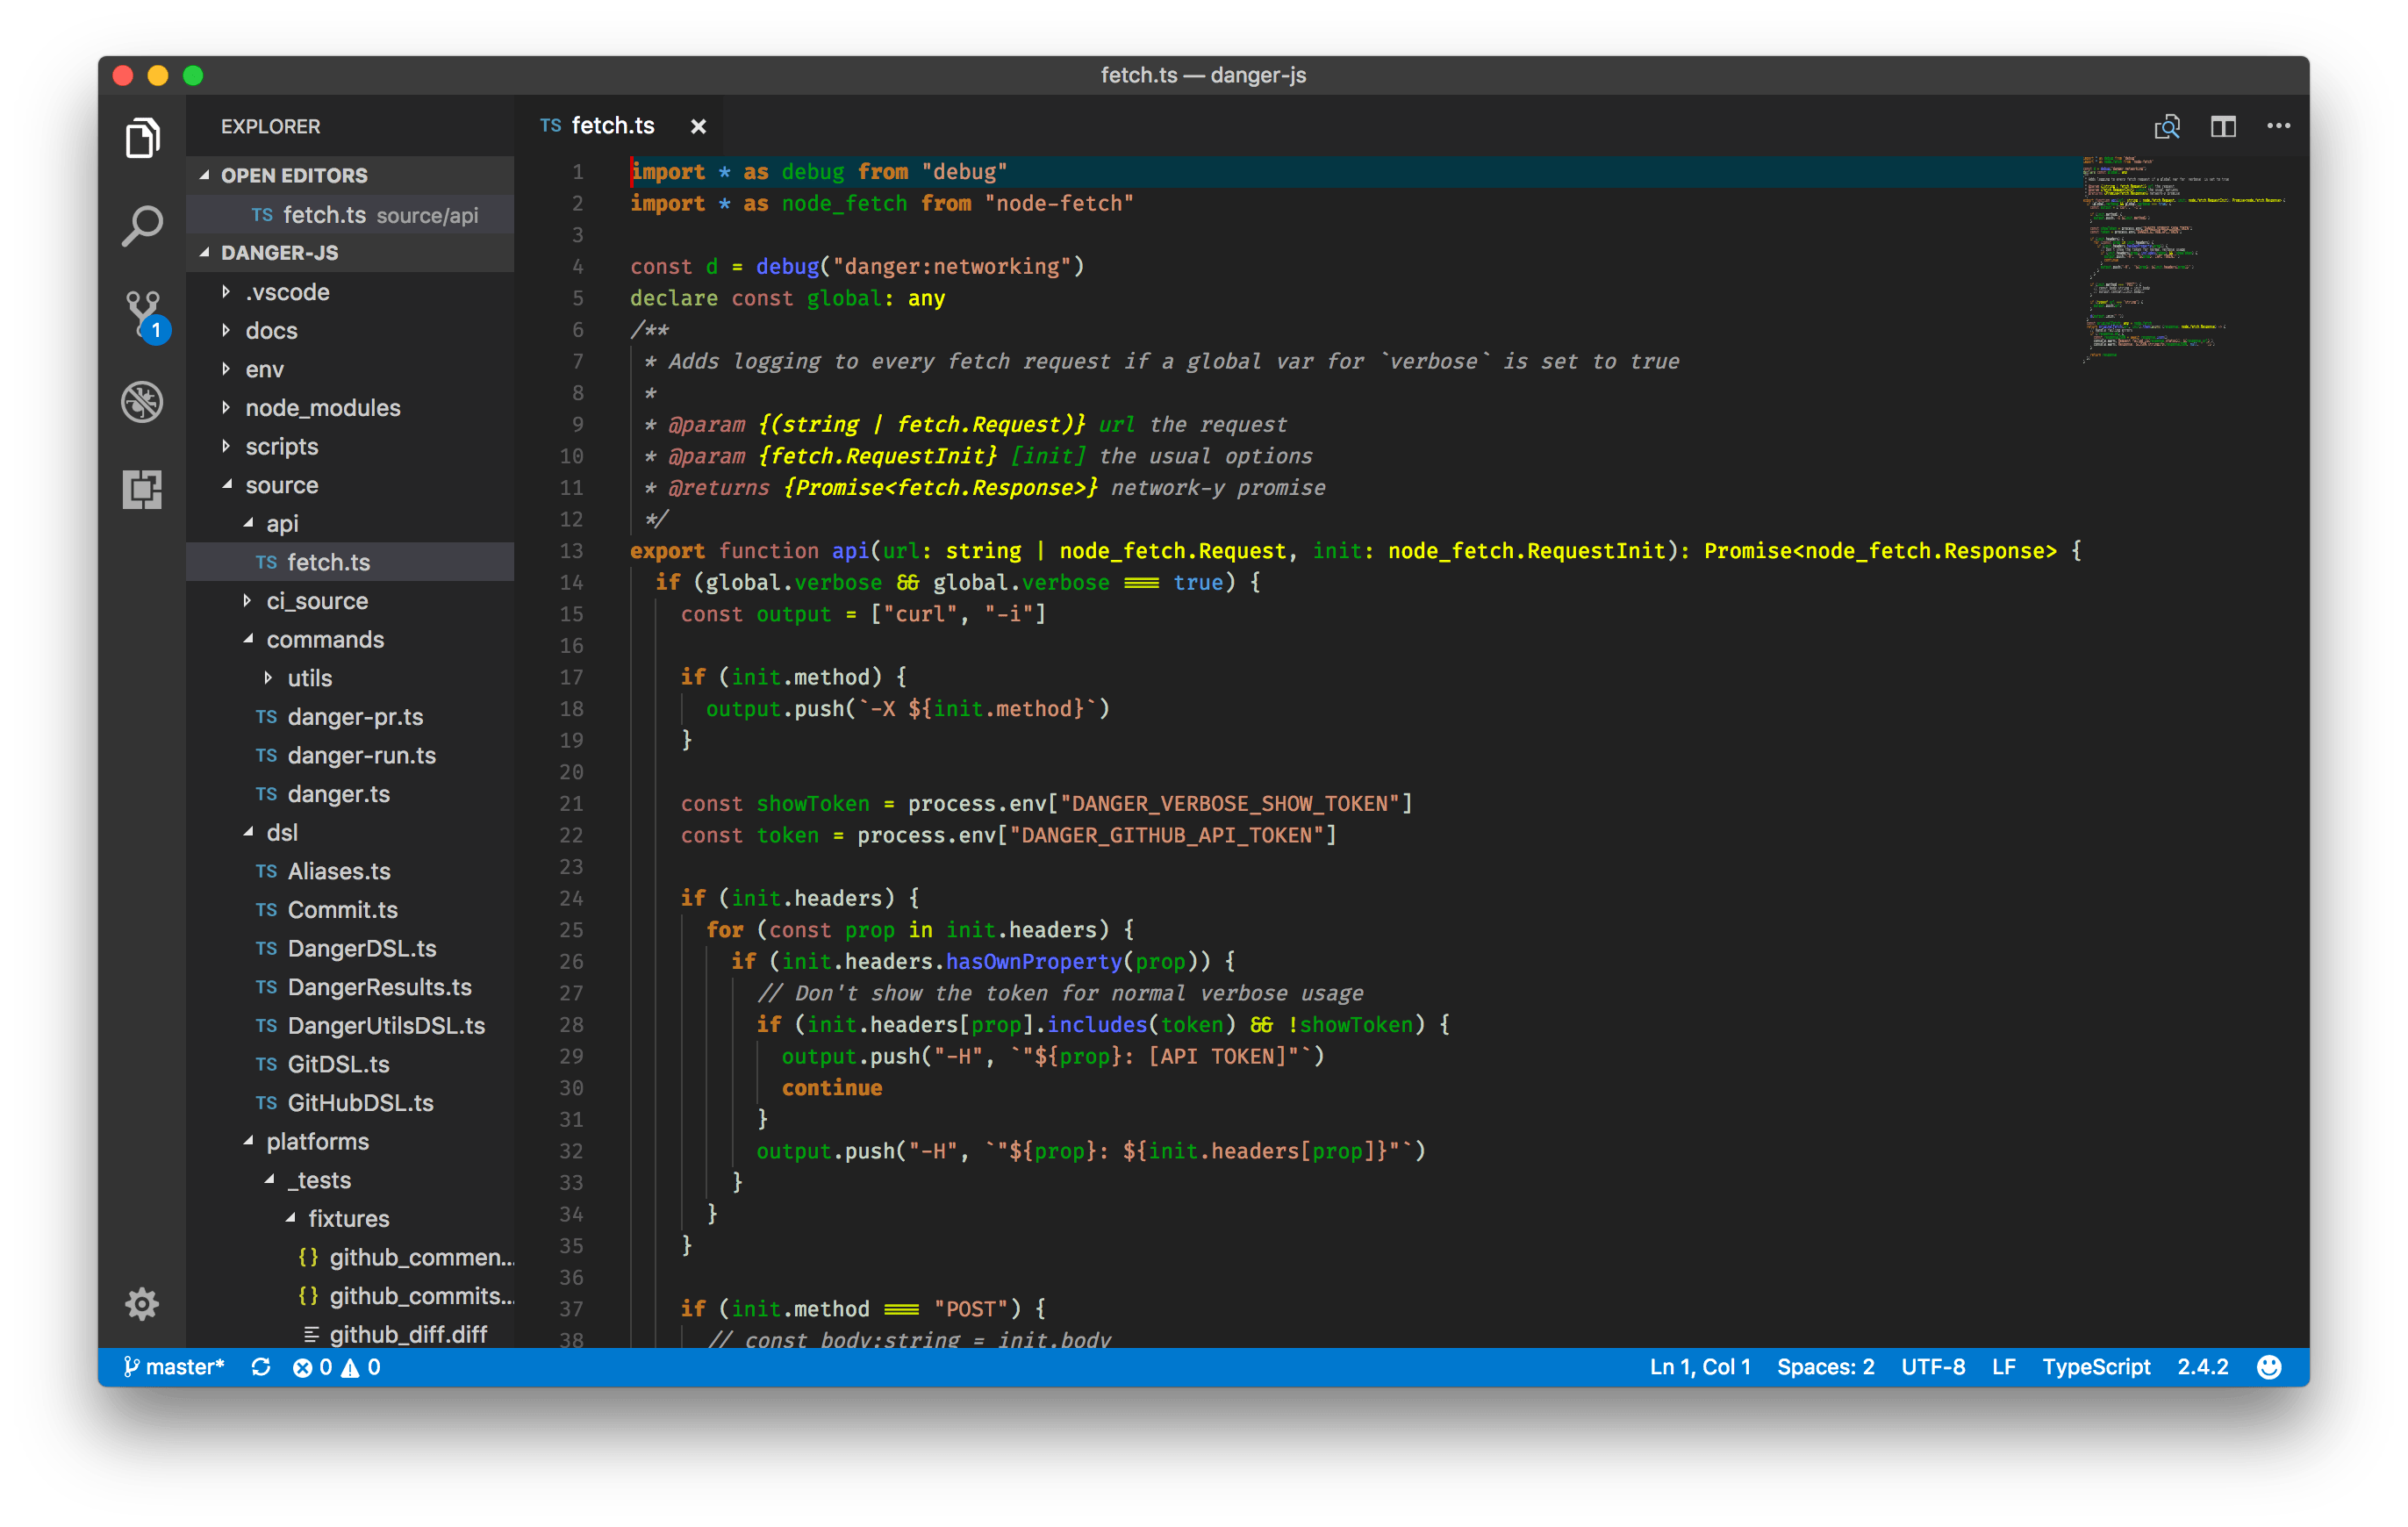 fetch.ts — danger-js
EXPLORER
OPEN EDITORS
TS fetch.ts source/api
DANGER-JS
.vscode
docs
env
node_modules
scripts
source
api
TS fetch.ts
ci_source
commands
utils
TS danger-pr.ts
TS danger-run.ts
TS danger.ts
dsl
TS Aliases.ts
TS Commit.ts
TS DangerDSL.ts
TS DangerResults.ts
TS DangerUtilsDSL.ts
TS GitDSL.ts
TS GitHubDSL.ts
platforms
_tests
fixtures
{} github_commen...
{} github_commits...
github_diff.diff
1
TS fetch.ts ×
1 import * as debug from "debug"
2 import * as node_fetch from "node-fetch"
3
4 const d = debug("danger:networking")
5 declare const global: any
6 /**
7 * Adds logging to every fetch request if a global var for `verbose` is set to true
8 *
9 * @param {(string | fetch.Request)} url the request
10 * @param {fetch.RequestInit} [init] the usual options
11 * @returns {Promise<fetch.Response>} network-y promise
12 */
13 export function api(url: string | node_fetch.Request, init: node_fetch.RequestInit): Promise<node_fetch.Response> {
14 if (global.verbose && global.verbose === true) {
15 const output = ["curl", "-i"]
16
17 if (init.method) {
18 output.push(`-X ${init.method}`)
19 }
20
21 const showToken = process.env["DANGER_VERBOSE_SHOW_TOKEN"]
22 const token = process.env["DANGER_GITHUB_API_TOKEN"]
23
24 if (init.headers) {
25 for (const prop in init.headers) {
26 if (init.headers.hasOwnProperty(prop)) {
27 // Don't show the token for normal verbose usage
28 if (init.headers[prop].includes(token) && !showToken) {
29 output.push("-H", `"${prop}: [API TOKEN]"`)
30 continue
31 }
32 output.push("-H", `"${prop}: ${init.headers[prop]}"`)
33 }
34 }
35 }
36
37 if (init.method === "POST") {
38 // const body:string = init.body
master* 0 0
Ln 1, Col 1 Spaces: 2 UTF-8 LF TypeScript 2.4.2